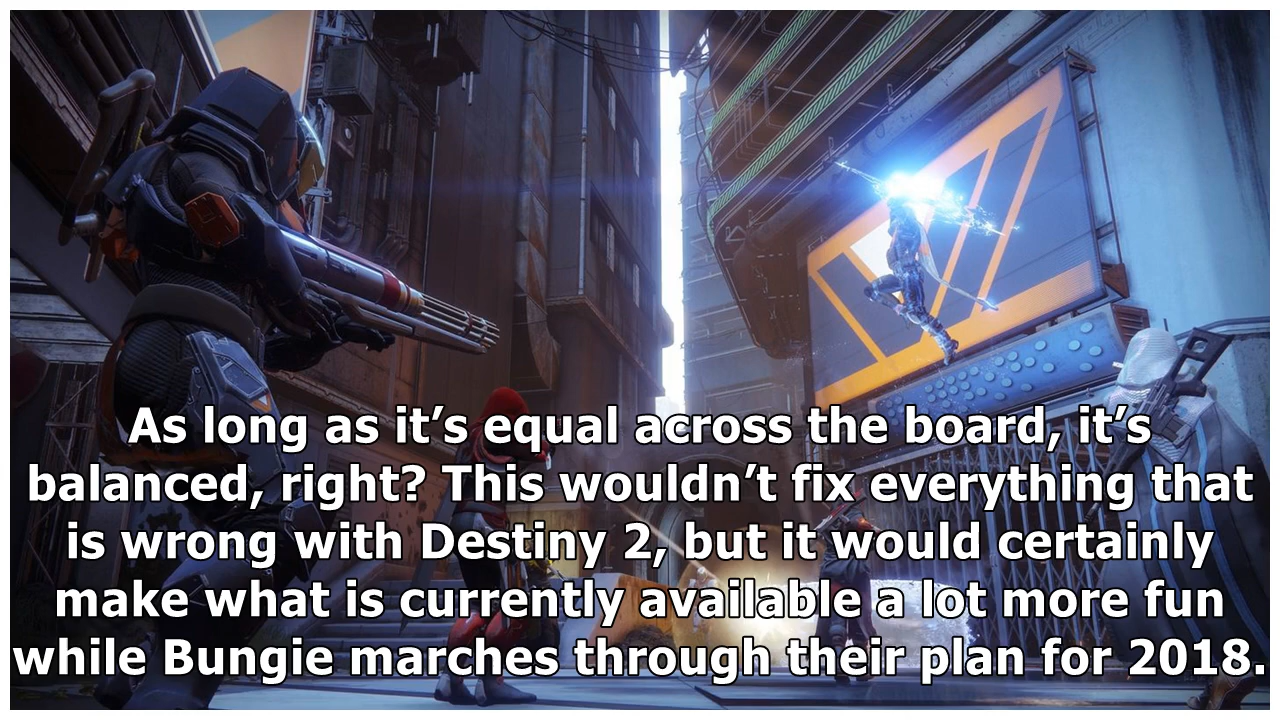 As long as it’s equal across the board, it’s
balanced, right? This wouldn’t fix everything that
is wrong with Destiny 2, but it would certainly
make what is currently available a lot more fun
while Bungie marches through their plan for 2018.